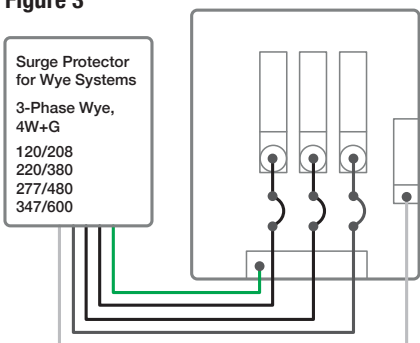 Figure 3
Surge Protector
for Wye Systems
3-Phase Wye,
4W+G
120/208
220/380
277/480
347/600